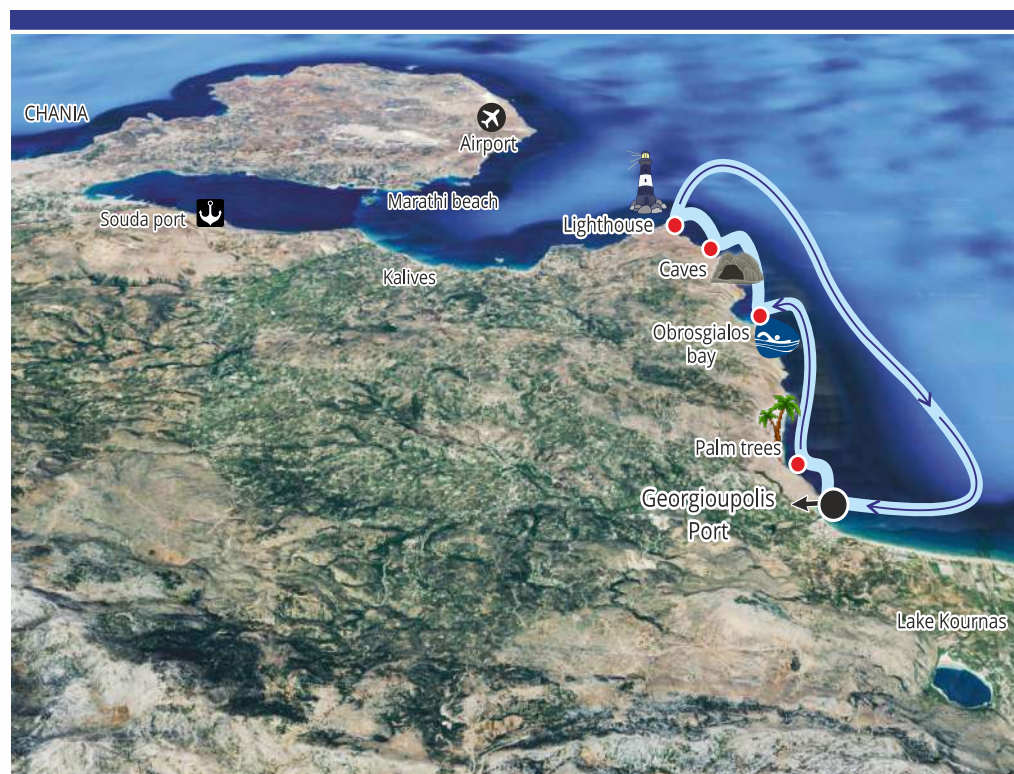 CHANIA
Airport
Marathi beach
Souda port
Lighthouse
Caves
Kalives
Obrosgialos
bay
Palm trees
Georgioupolis
Port
Lake Kournas